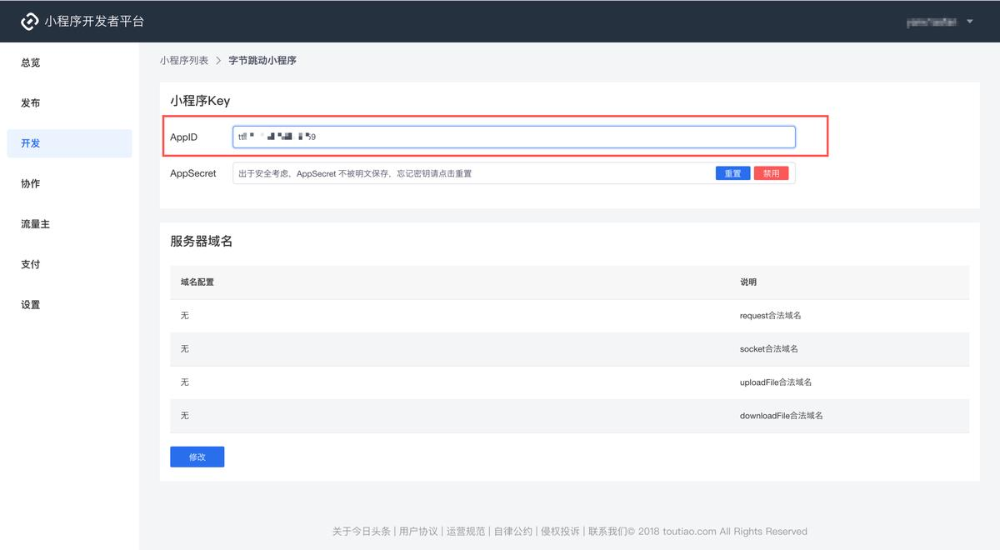 小程序开发者平台
总览
发布
开发
协作
流量主
支付
设置
小程序列表 > 字节跳动小程序
小程序Key
AppID
AppSecret 出于安全考虑，AppSecret 不被明文保存，忘记密钥请点击重置 重置 禁用
服务器域名
域名配置 说明
无 request合法域名
无 socket合法域名
无 uploadFile合法域名
无 downloadFile合法域名
修改
关于今日头条 | 用户协议 | 运营规范 | 自律公约 | 侵权投诉 | 联系我们© 2018 toutiao.com All Rights Reserved